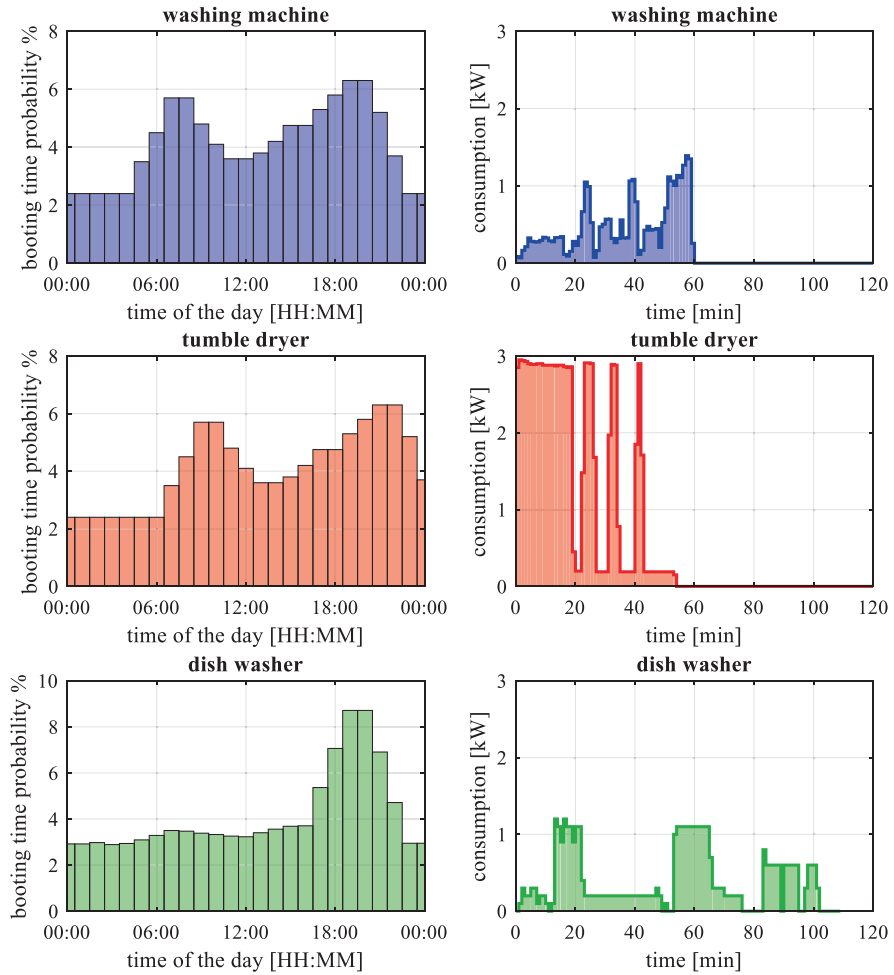 washing machine
booting time probability %
8
6
4
2
0
00:00 06:00 12:00 18:00 00:00
time of the day [HH:MM]
washing machine
consumption [kW]
3
2
1
0
0 20 40 60 80 100 120
time [min]
tumble dryer
booting time probability %
8
6
4
2
0
00:00 06:00 12:00 18:00 00:00
time of the day [HH:MM]
tumble dryer
consumption [kW]
3
2
1
0
0 20 40 60 80 100 120
time [min]
dish washer
booting time probability %
10
8
6
4
2
0
00:00 06:00 12:00 18:00 00:00
time of the day [HH:MM]
dish washer
consumption [kW]
3
2
1
0
0 20 40 60 80 100 120
time [min]